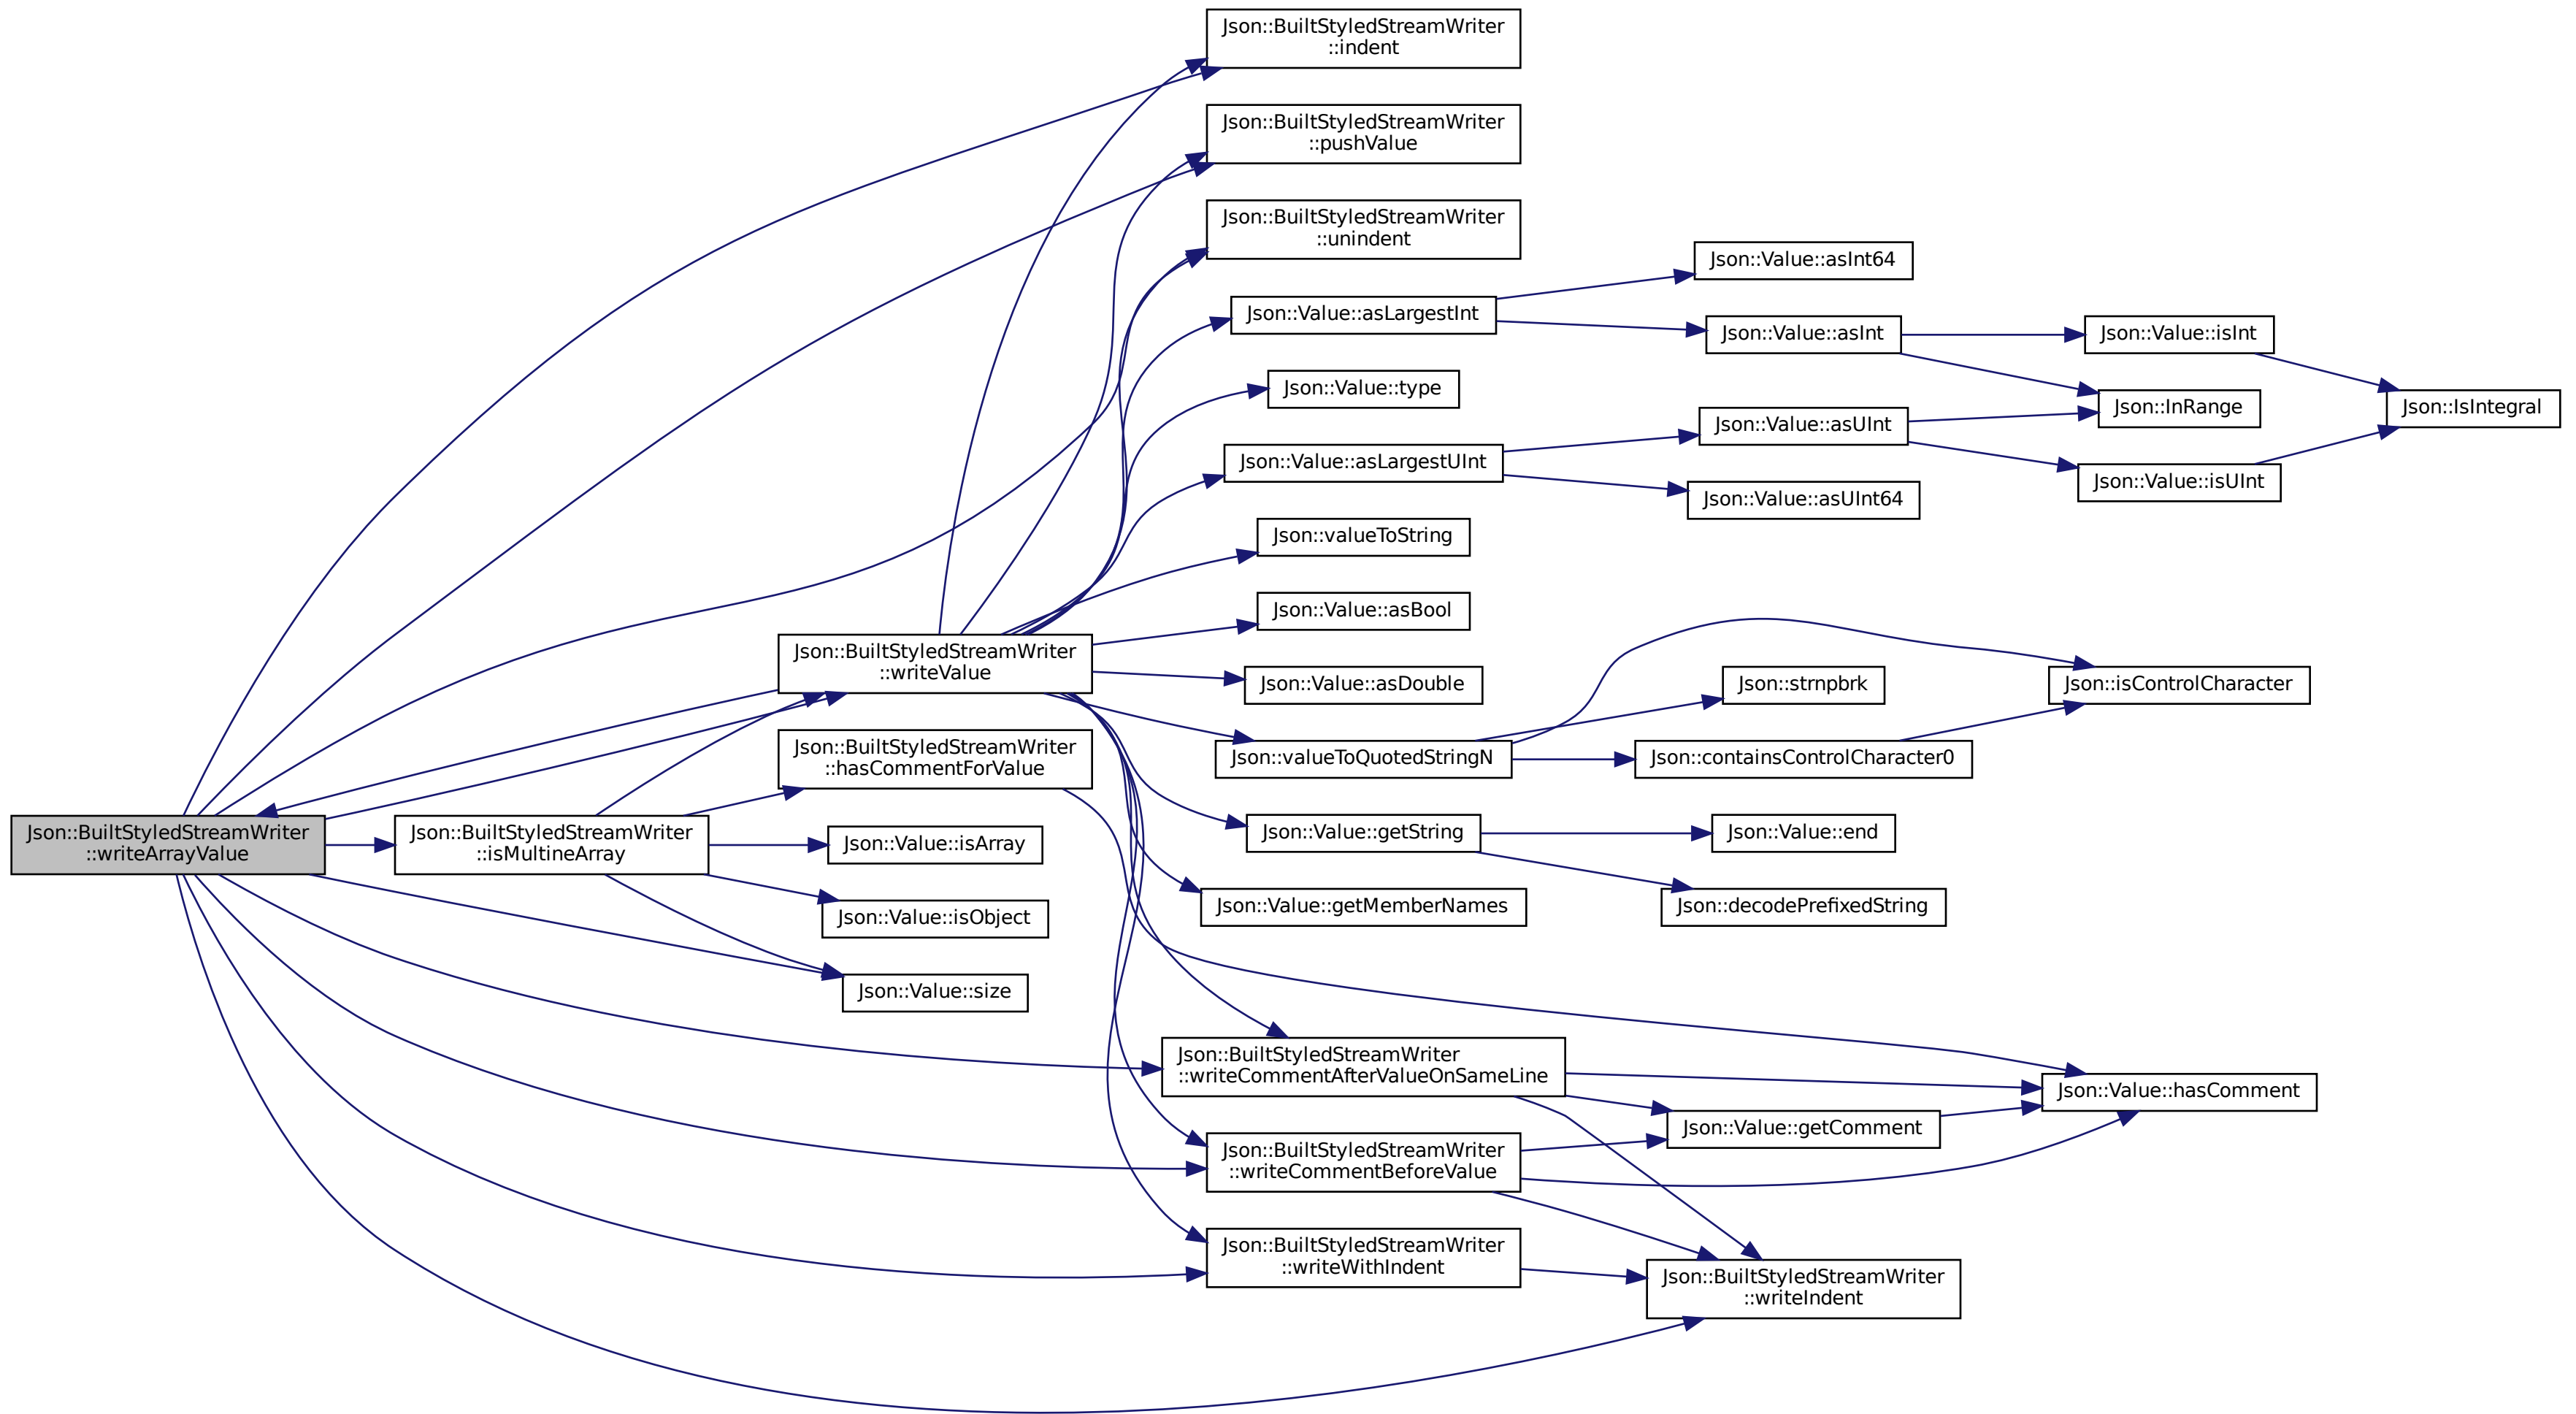 Json::BuiltStyledStreamWriter
::writeArrayValue
Json::BuiltStyledStreamWriter
::isMultineArray
Json::BuiltStyledStreamWriter
::writeValue
Json::BuiltStyledStreamWriter
::hasCommentForValue
Json::Value::isArray
Json::Value::isObject
Json::Value::size
Json::BuiltStyledStreamWriter
::indent
Json::BuiltStyledStreamWriter
::pushValue
Json::BuiltStyledStreamWriter
::unindent
Json::Value::asLargestInt
Json::Value::type
Json::Value::asLargestUInt
Json::valueToString
Json::Value::asBool
Json::Value::asDouble
Json::valueToQuotedStringN
Json::Value::getString
Json::Value::getMemberNames
Json::BuiltStyledStreamWriter
::writeCommentAfterValueOnSameLine
Json::BuiltStyledStreamWriter
::writeCommentBeforeValue
Json::BuiltStyledStreamWriter
::writeWithIndent
Json::Value::asInt64
Json::Value::asInt
Json::Value::asUInt
Json::Value::asUInt64
Json::strnpbrk
Json::containsControlCharacter0
Json::Value::end
Json::decodePrefixedString
Json::Value::getComment
Json::BuiltStyledStreamWriter
::writeIndent
Json::Value::isInt
Json::InRange
Json::Value::isUInt
Json::isControlCharacter
Json::Value::hasComment
Json::IsIntegral